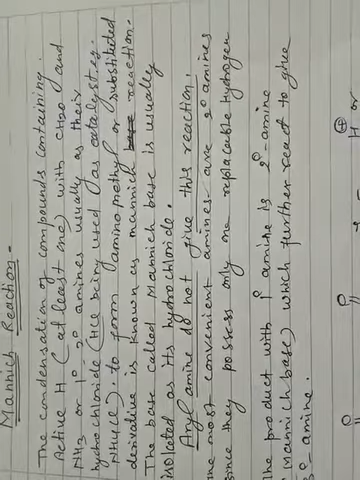 Mannich Reaction -
The condensation of compounds containing.
Active H (at least one) with CH2O and
NH3 or 1° 2° amines usually as their
hydrochloride (HCl being used as catalyst. eg.
NH4Cl). to form aminomethyl or substituted
derivative is known as mannich reaction.
The base called Mannich base is usually
isolated as its hydrochloride.
Aryl amine do not give this reaction.
The most convenient amines are 2° amines
since they possess only one replacable hydrogen
The product with 1° amine is 2°-amine
(Mannich base) which further react to give
3°-amine.
O O ⊕
H or